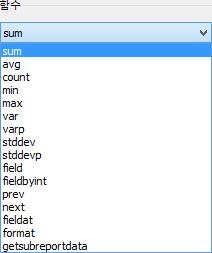 함수
sum
sum
avg
count
min
max
var
varp
stddev
stddevp
field
fieldbyint
prev
next
fieldat
format
getsubreportdata